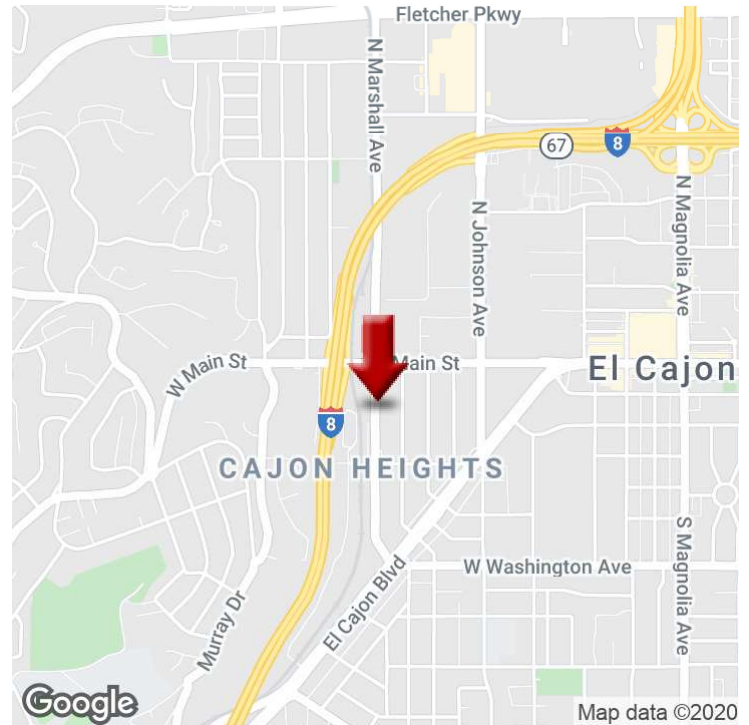 Fletcher Pkwy
N Marshall Ave
67
8
N Johnson Ave
N Magnolia Ave
W Main St
Main St
El Cajon
8
CAJON HEIGHTS
W Washington Ave
El Cajon Blvd
Murray Dr
S Magnolia Ave
Google
Map data ©2020